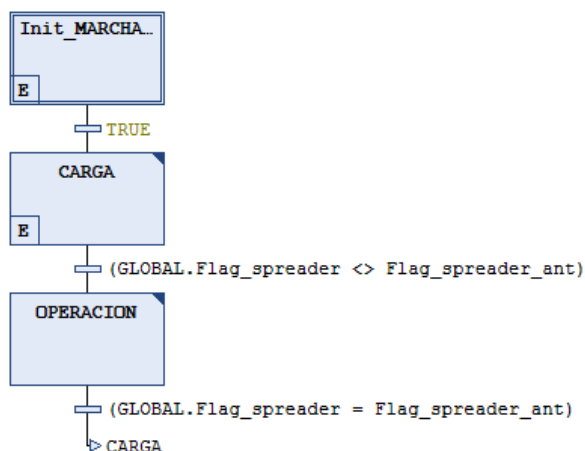 Init_MARCHA…
E
TRUE
CARGA
E
(GLOBAL.Flag_spreader <> Flag_spreader_ant)
OPERACION
(GLOBAL.Flag_spreader = Flag_spreader_ant)
CARGA